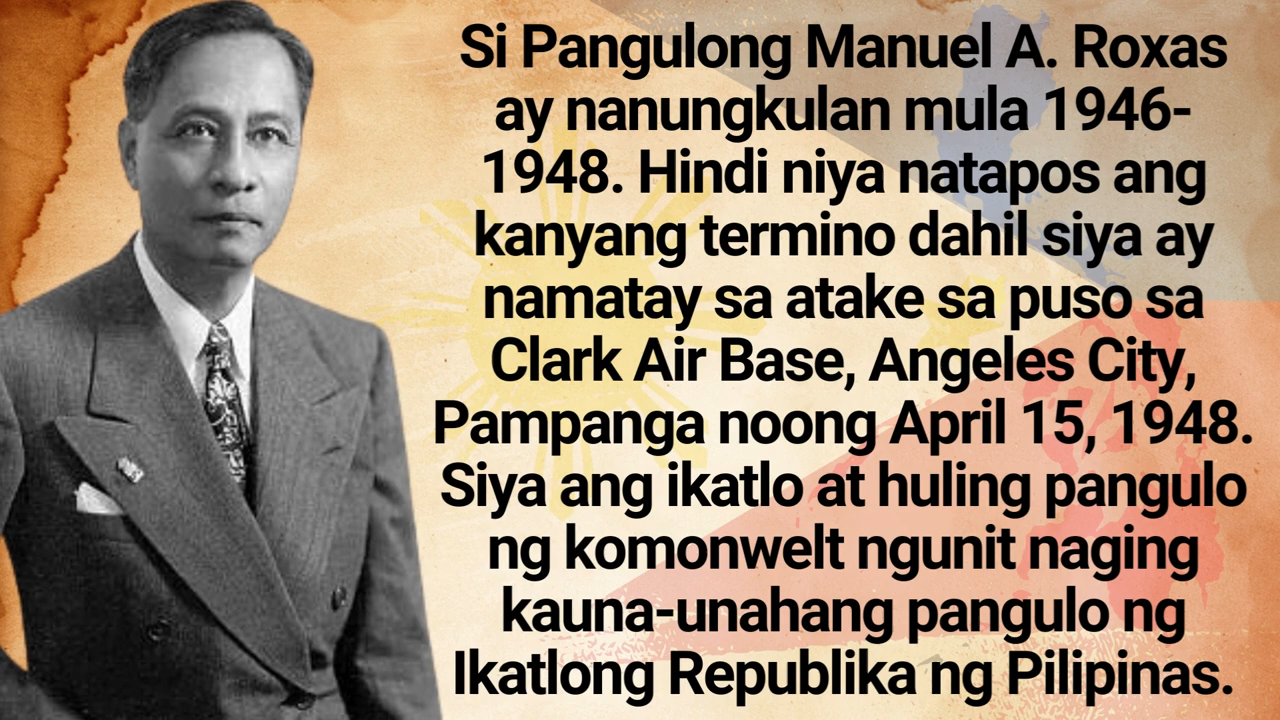 Si Pangulong Manuel A. Roxas
ay nanungkulan mula 1946-
1948. Hindi niya natapos ang
kanyang termino dahil siya ay
namatay sa atake sa puso sa
Clark Air Base, Angeles City,
Pampanga noong April 15, 1948.
Siya ang ikatlo at huling pangulo
ng komonwelt ngunit naging
kauna-unahang pangulo ng
Ikatlong Republika ng Pilipinas.